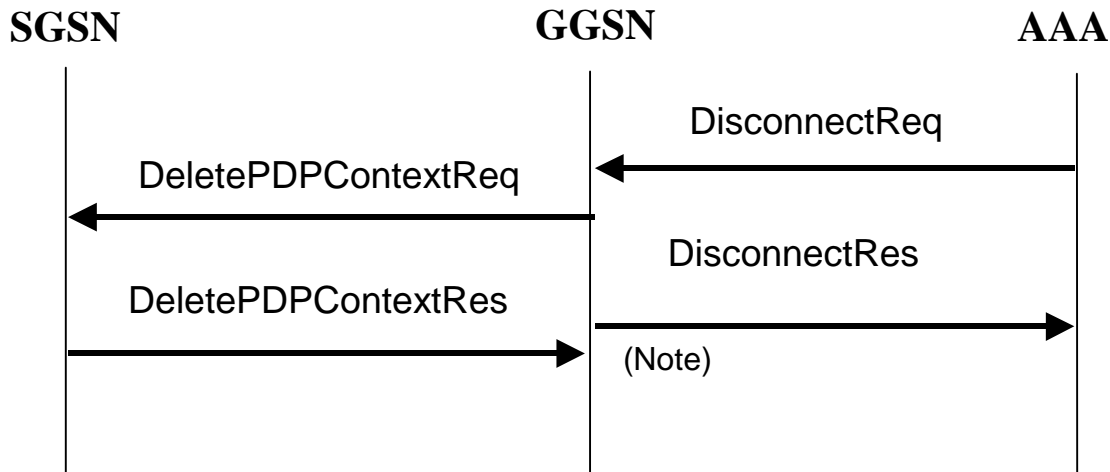 SGSN GGSN AAA
DisconnectReq
DeletePDPContextReq
DisconnectRes
DeletePDPContextRes
(Note)